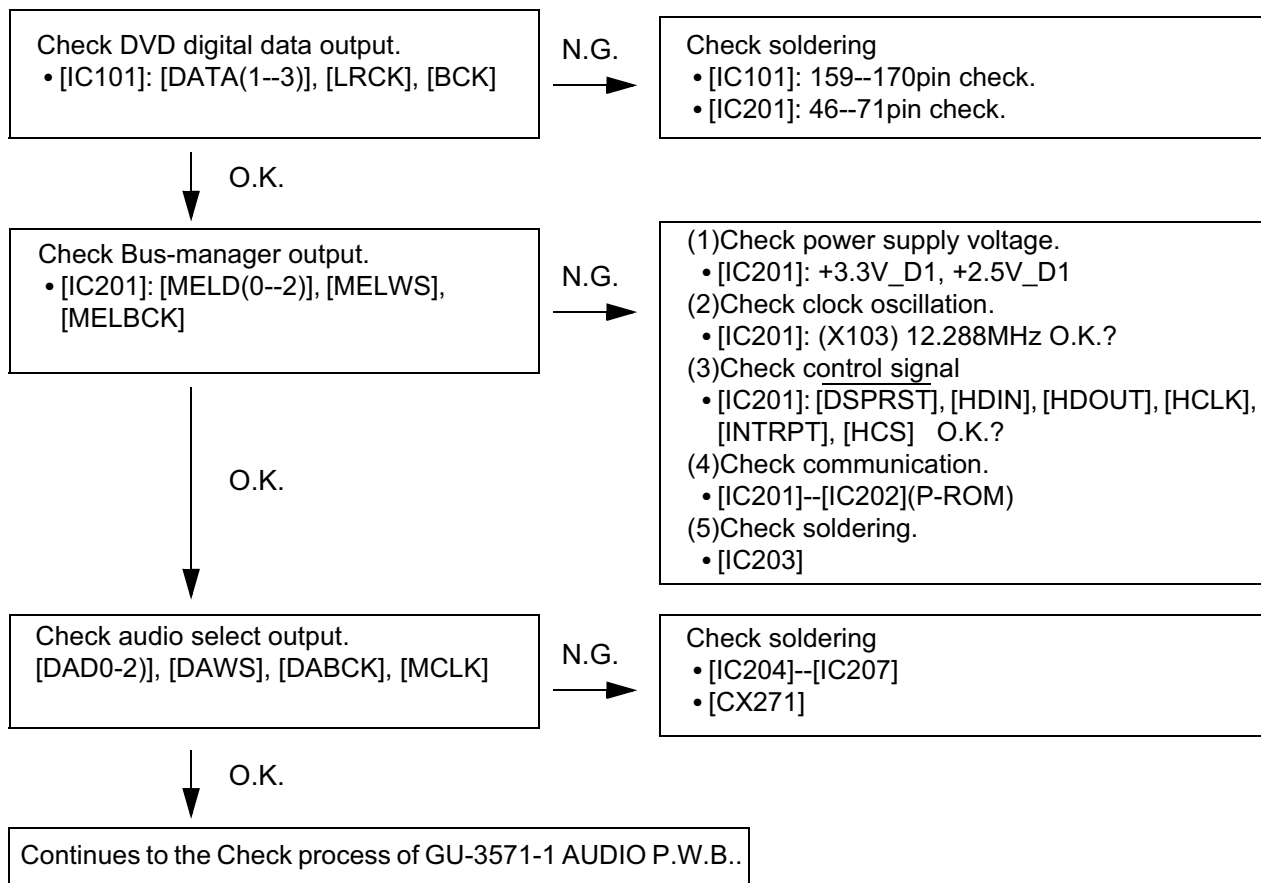 Check DVD digital data output.
• [IC101]: [DATA(1--3)], [LRCK], [BCK]
N.G.
Check soldering
• [IC101]: 159--170pin check.
• [IC201]: 46--71pin check.
O.K.
Check Bus-manager output.
• [IC201]: [MELD(0--2)], [MELWS],
[MELBCK]
N.G.
(1)Check power supply voltage.
• [IC201]: +3.3V_D1, +2.5V_D1
(2)Check clock oscillation.
• [IC201]: (X103) 12.288MHz O.K.?
(3)Check control signal
• [IC201]: [DSPRST], [HDIN], [HDOUT], [HCLK],
[INTRPT], [HCS] O.K.?
(4)Check communication.
• [IC201]--[IC202](P-ROM)
(5)Check soldering.
• [IC203]
O.K.
Check audio select output.
[DAD0-2)], [DAWS], [DABCK], [MCLK]
N.G.
Check soldering
• [IC204]--[IC207]
• [CX271]
O.K.
Continues to the Check process of GU-3571-1 AUDIO P.W.B..